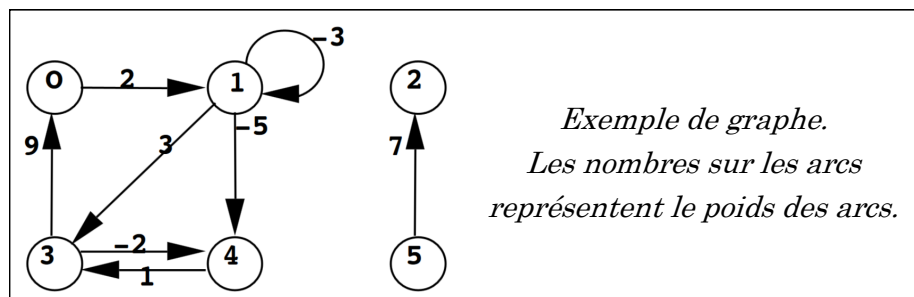 -3
0 2 1 2
-5
9 3 7
3 -2 4 5
1
Exemple de graphe.
Les nombres sur les arcs
représentent le poids des arcs.